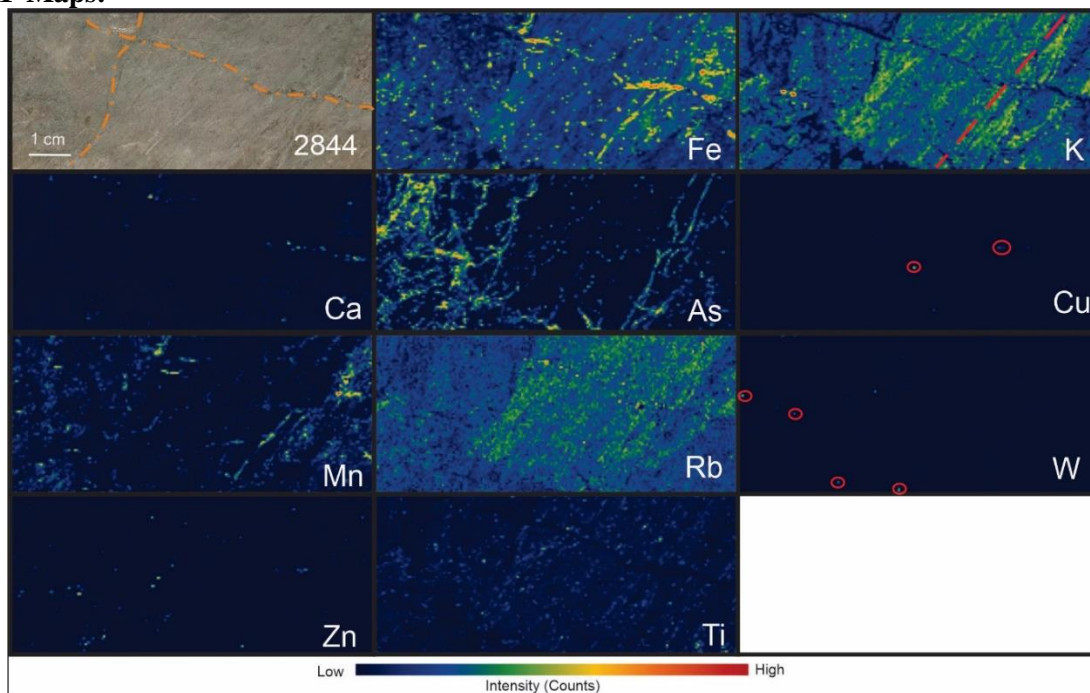 1 cm
2844
Fe
K
Ca
As
Cu
Mn
Rb
W
Zn
Ti
Low
High
Intensity (Counts)